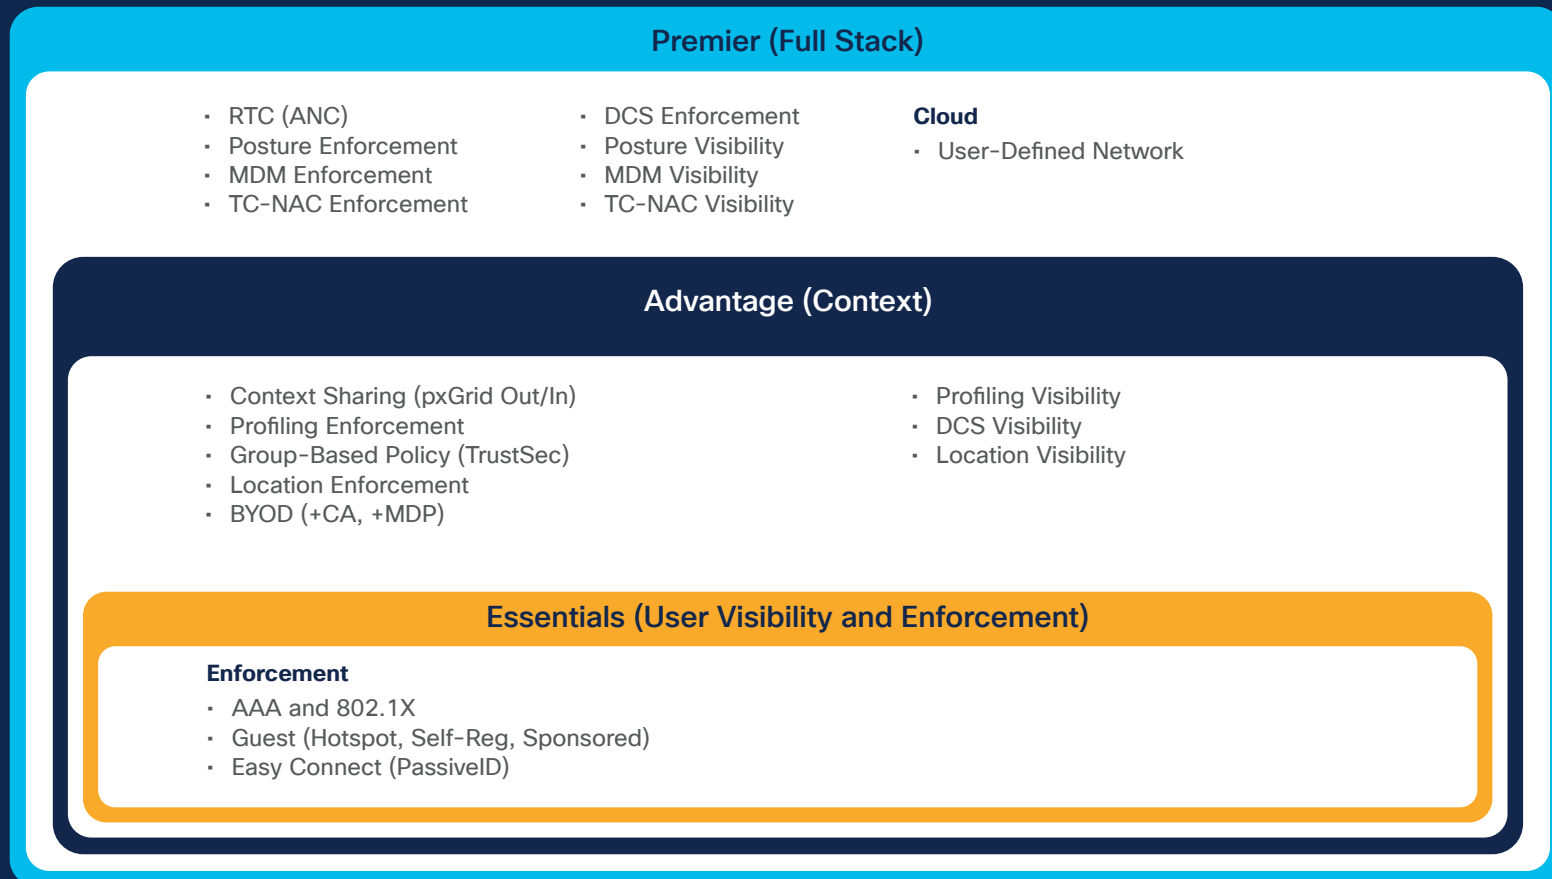 Premier (Full Stack)
· RTC (ANC)
· Posture Enforcement
· MDM Enforcement
· TC-NAC Enforcement
· DCS Enforcement
· Posture Visibility
· MDM Visibility
· TC-NAC Visibility
Cloud
· User-Defined Network
Advantage (Context)
· Context Sharing (pxGrid Out/In)
· Profiling Enforcement
· Group-Based Policy (TrustSec)
· Location Enforcement
· BYOD (+CA, +MDP)
· Profiling Visibility
· DCS Visibility
· Location Visibility
Essentials (User Visibility and Enforcement)
Enforcement
· AAA and 802.1X
· Guest (Hotspot, Self-Reg, Sponsored)
· Easy Connect (PassiveID)